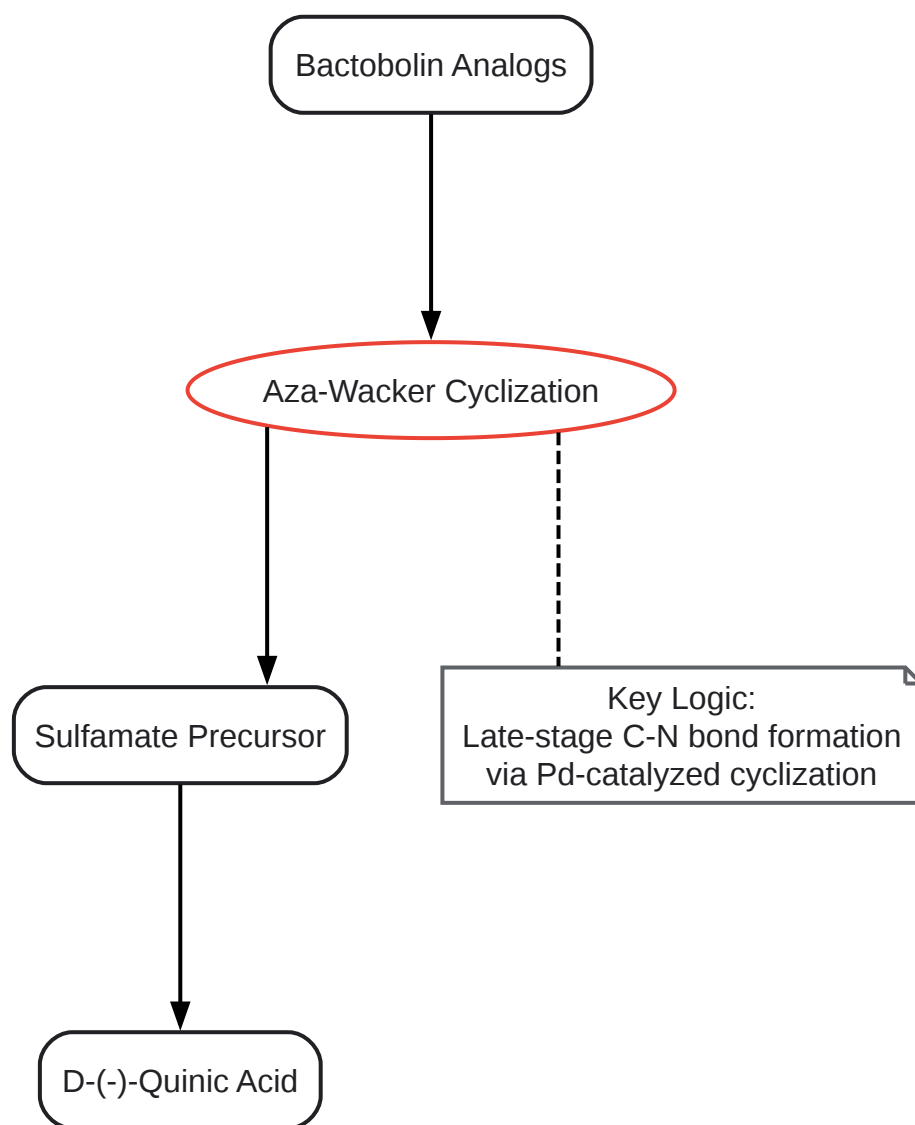 Bactobolin Analogs
Aza-Wacker Cyclization
Sulfamate Precursor
Key Logic:
Late-stage C-N bond formation
via Pd-catalyzed cyclization
D-(-)-Quinic Acid